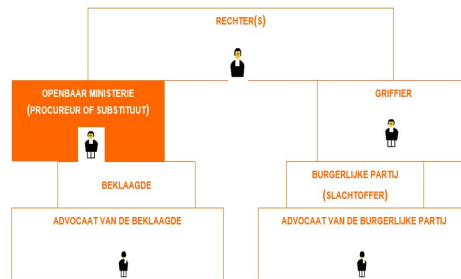 RECHTER(S)
OPENBAAR MINISTERIE
(PROCUREUR OF SUBSTITUUT)
GRIFFIER
BEKLAAGDE
BURGERLIJKE PARTIJ
(SLACHTOFFER)
ADVOCAAT VAN DE BEKLAAGDE
ADVOCAAT VAN DE BURGERLIJKE PARTIJ